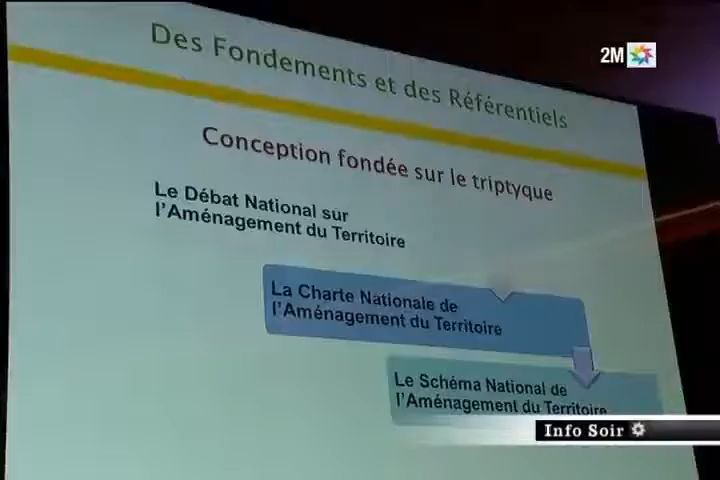 2M
Des Fondements et des Référentiels
Conception fondée sur le triptyque
Le Débat National sur
l'Aménagement du Territoire
La Charte Nationale de
l'Aménagement du Territoire
Le Schéma National de
l'Aménagement du Territoire
Info Soir